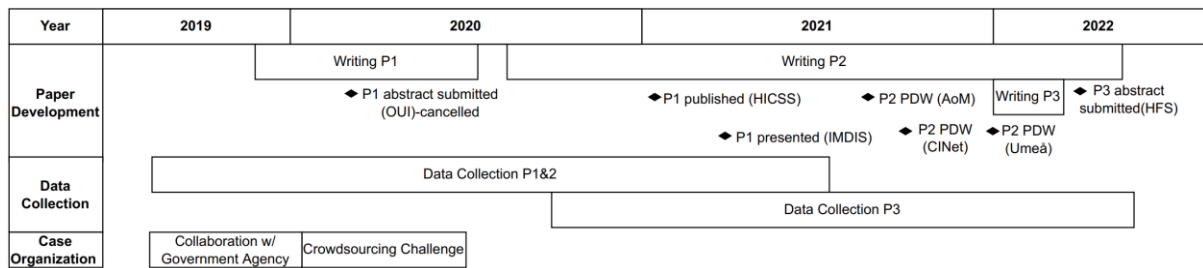 Year 2019 2020 2021 2022
Paper
Development
Writing P1
Writing P2
P1 abstract submitted
(OUI)-cancelled
P1 published (HICSS)
P2 PDW (AoM)
Writing P3
P3 abstract
submitted(HFS)
P1 presented (IMDIS)
P2 PDW
(CINet)
P2 PDW
(Umeå)
Data
Collection
Data Collection P1&2
Data Collection P3
Case
Organization
Collaboration w/
Government Agency
Crowdsourcing Challenge